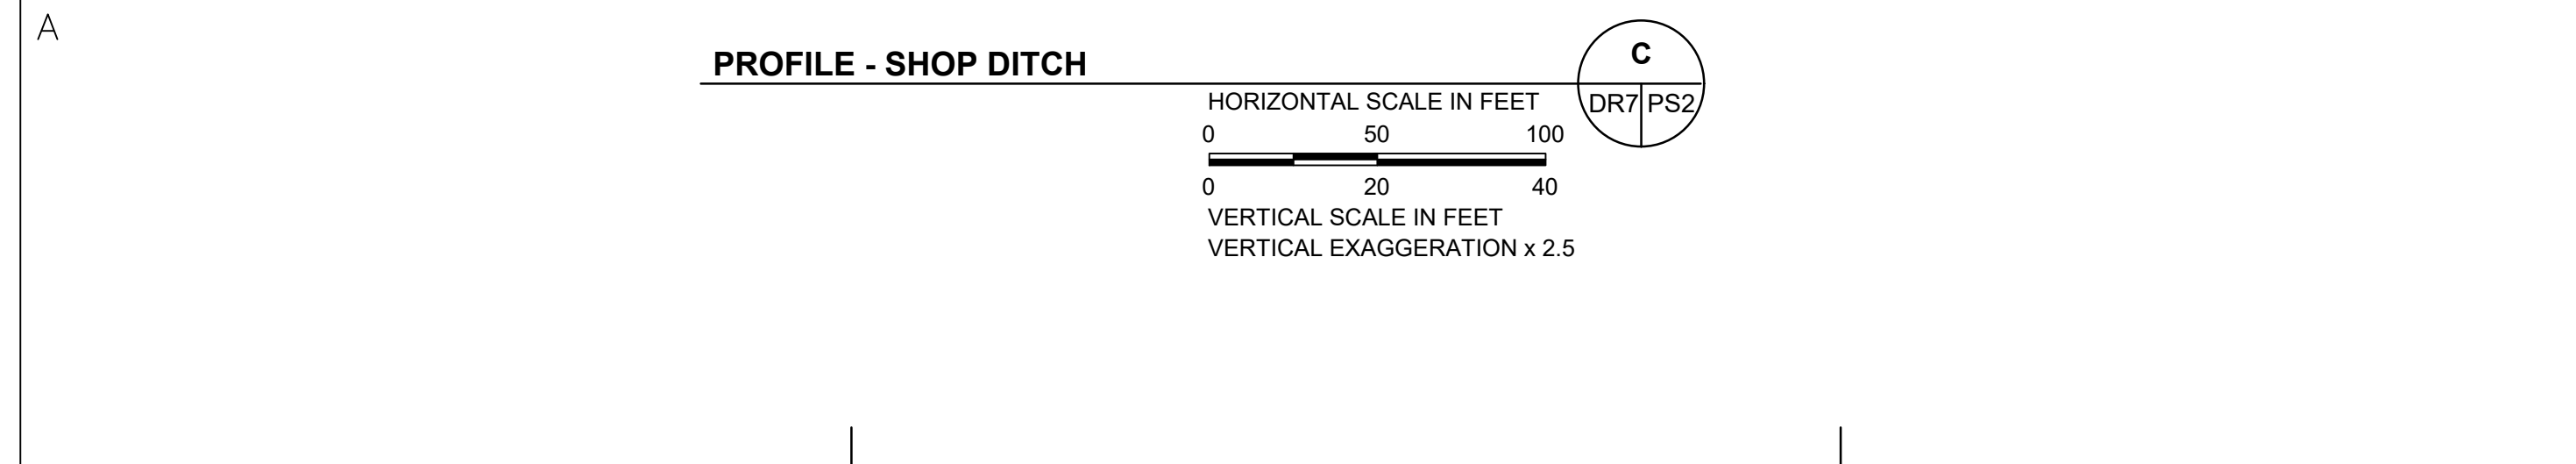 A
PROFILE - SHOP DITCH
C
DR7 PS2
HORIZONTAL SCALE IN FEET
0 50 100
0 20 40
VERTICAL SCALE IN FEET
VERTICAL EXAGGERATION x 2.5